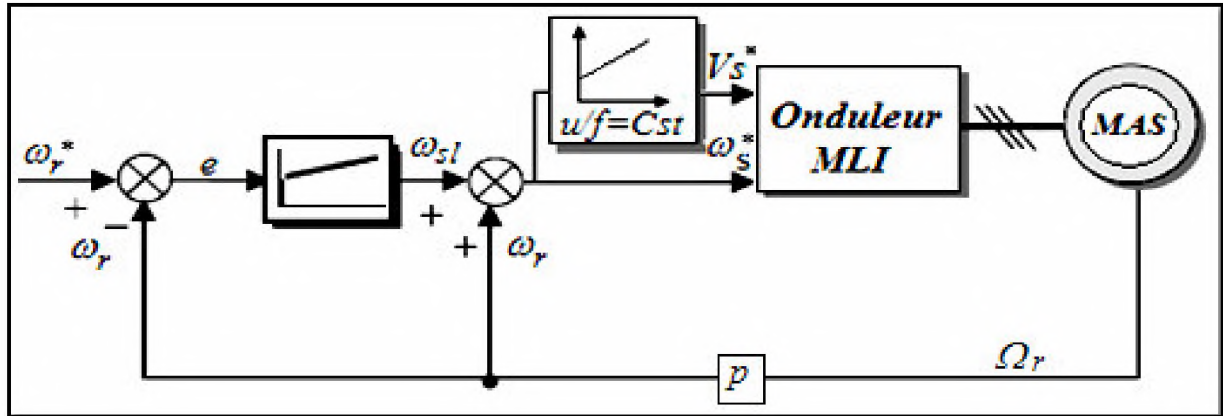 Vs*
u/f=Cst
Onduleur
MLI
MAS
ωr*
e
ωsl
ωs*
+
−
ωr
+
+
ωr
p
Ωr